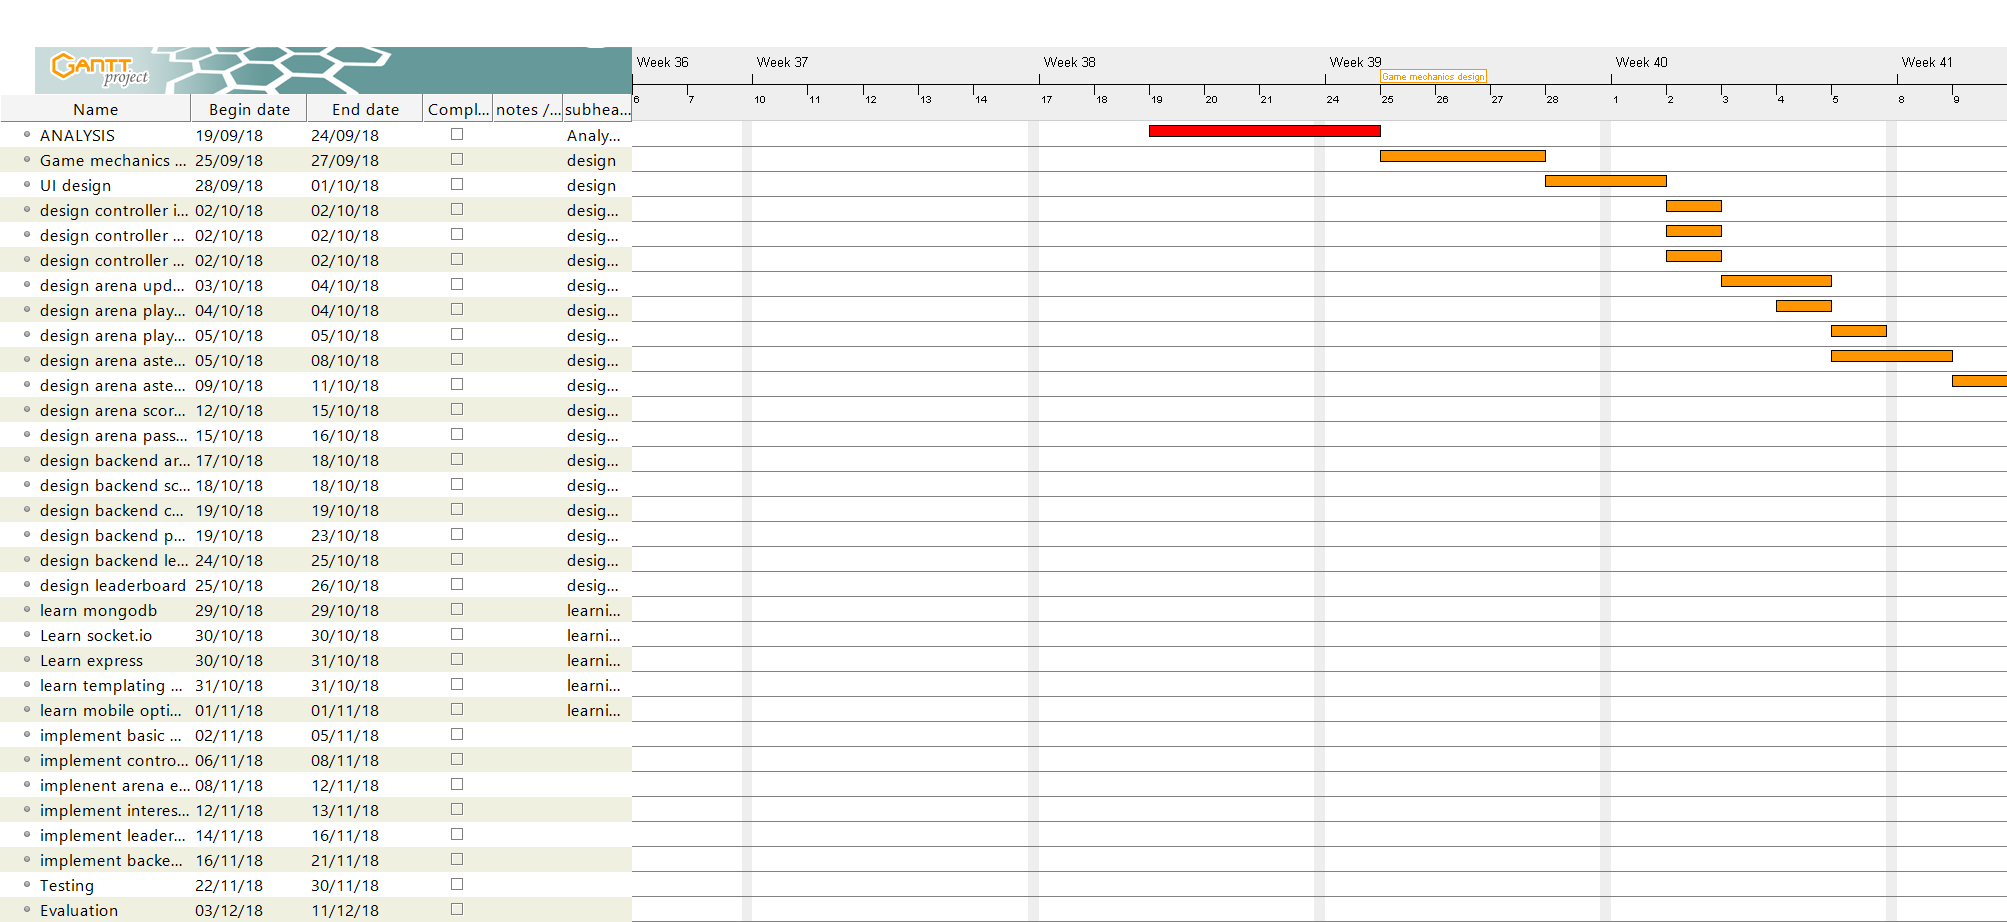 GANTT
project
Week 36 Week 37 Week 38 Week 39 Week 40 Week 41
Game mechanics design
6 7 10 11 12 13 14 17 18 19 20 21 24 25 26 27 28 1 2 3 4 5 8 9
Name Begin date End date Compl... notes /... subhea...
ANALYSIS 19/09/18 24/09/18 Analy...
Game mechanics ... 25/09/18 27/09/18 design
UI design 28/09/18 01/10/18 design
design controller i... 02/10/18 02/10/18 desig...
design controller ... 02/10/18 02/10/18 desig...
design controller ... 02/10/18 02/10/18 desig...
design arena upd... 03/10/18 04/10/18 desig...
design arena play... 04/10/18 04/10/18 desig...
design arena play... 05/10/18 05/10/18 desig...
design arena aste... 05/10/18 08/10/18 desig...
design arena aste... 09/10/18 11/10/18 desig...
design arena scor... 12/10/18 15/10/18 desig...
design arena pass... 15/10/18 16/10/18 desig...
design backend ar... 17/10/18 18/10/18 desig...
design backend sc... 18/10/18 18/10/18 desig...
design backend c... 19/10/18 19/10/18 desig...
design backend p... 19/10/18 23/10/18 desig...
design backend le... 24/10/18 25/10/18 desig...
design leaderboard 25/10/18 26/10/18 desig...
learn mongodb 29/10/18 29/10/18 learni...
Learn socket.io 30/10/18 30/10/18 learni...
Learn express 30/10/18 31/10/18 learni...
learn templating ... 31/10/18 31/10/18 learni...
learn mobile opti... 01/11/18 01/11/18 learni...
implement basic ... 02/11/18 05/11/18
implement contro... 06/11/18 08/11/18
implenent arena e... 08/11/18 12/11/18
implement interes... 12/11/18 13/11/18
implement leader... 14/11/18 16/11/18
implement backe... 16/11/18 21/11/18
Testing 22/11/18 30/11/18
Evaluation 03/12/18 11/12/18